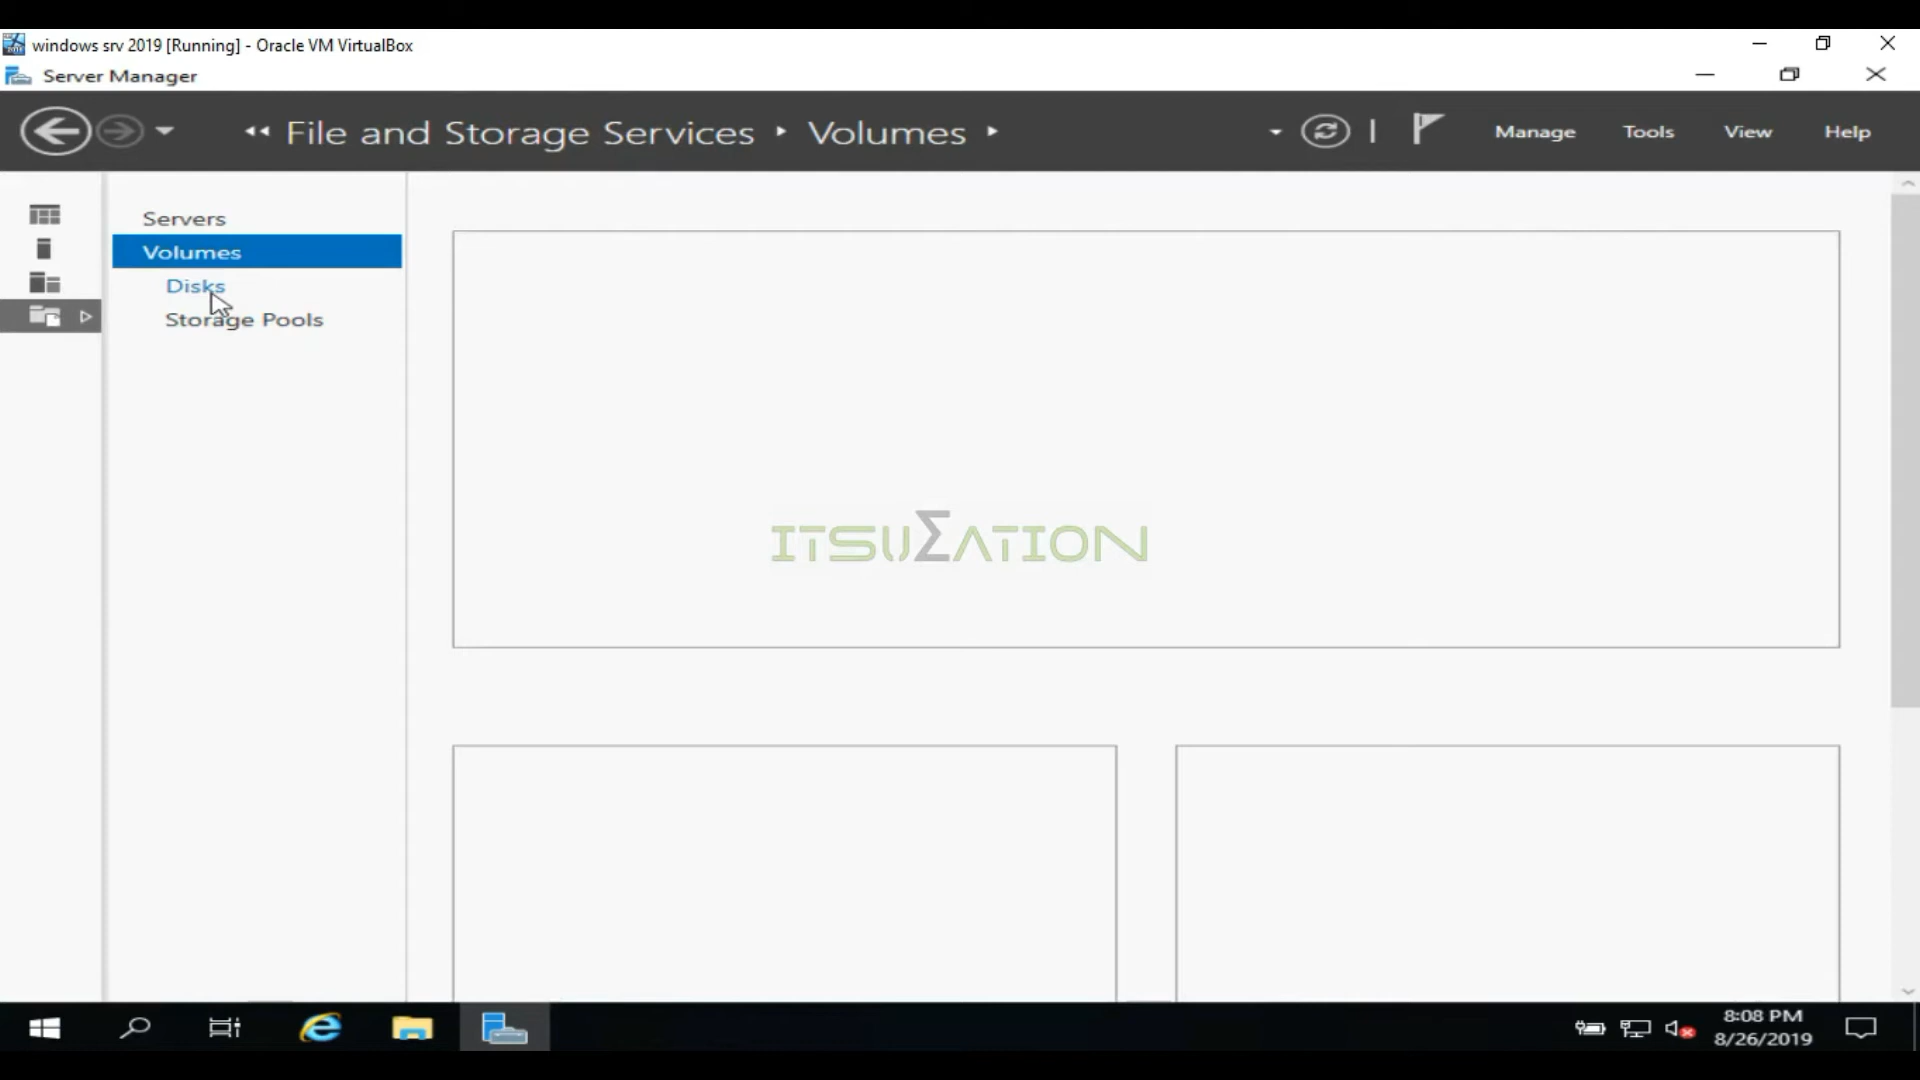 windows srv 2019 [Running] - Oracle VM VirtualBox
Server Manager
File and Storage Services
Volumes
Manage
Tools
View
Help
Servers
Volumes
Disks
Storage Pools
ITSUΣATION
8:08 PM
8/26/2019